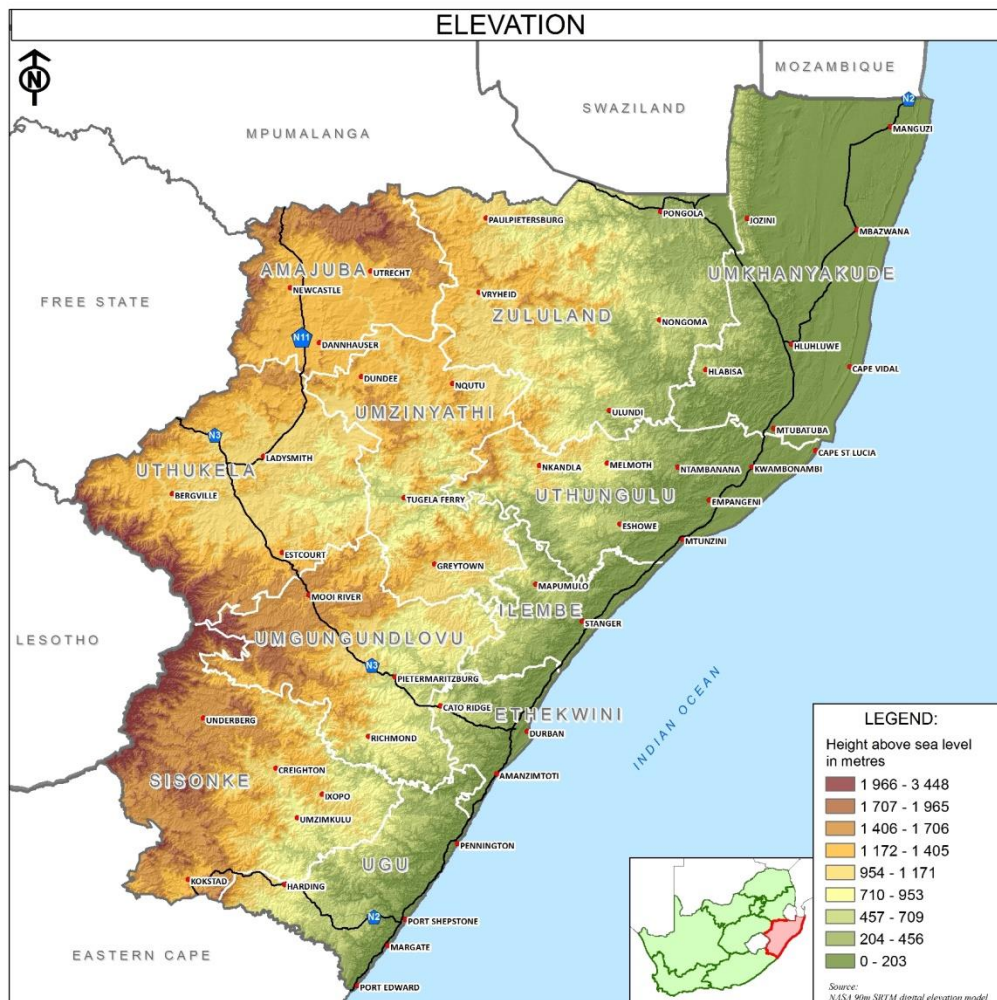 ELEVATION
N
MOZAMBIQUE
SWAZILAND
MPUMALANGA
N2
MANGUZI
PAULPIETERSBURG
PONGOLA
JOZINI
MBAZWANA
AMAJUBA
UTRECHT
UMKHANYAKUDE
NEWCASTLE
FREE STATE
VRYHEID
ZULULAND
NONGOMA
N11
DANNHAUSER
HLUHLUWE
DUNDEE
NQUTU
HLABISA
CAPE VIDAL
UMZINYATHI
ULUNDI
MTUBATUBA
N3
LADYSMITH
CAPE ST LUCIA
UTHUKELA
NKANDLA
MELMOTH
NTAMBANANA
KWAMBONAMBI
BERGVILLE
TUGELA FERRY
UTHUNGULU
EMPANGENI
ESHOWE
MTUNZINI
ESTCOURT
GREYTOWN
MOOI RIVER
MAPUMULO
ILEMBE
STANGER
LESOTHO
UMGUNGUNDLOVU
N3
PIETERMARITZBURG
INDIAN OCEAN
CATO RIDGE
ETHEKWINI
UNDERBERG
RICHMOND
DURBAN
SISONKE
CREIGHTON
AMANZIMTOTI
IXOPO
UMZIMKULU
PENNINGTON
UGU
KOKSTAD
HARDING
N2
PORT SHEPSTONE
MARGATE
EASTERN CAPE
PORT EDWARD
LEGEND:
Height above sea level
in metres
1 966 - 3 448
1 707 - 1 965
1 406 - 1 706
1 172 - 1 405
954 - 1 171
710 - 953
457 - 709
204 - 456
0 - 203
Source:
NASA 90m SRTM digital elevation model